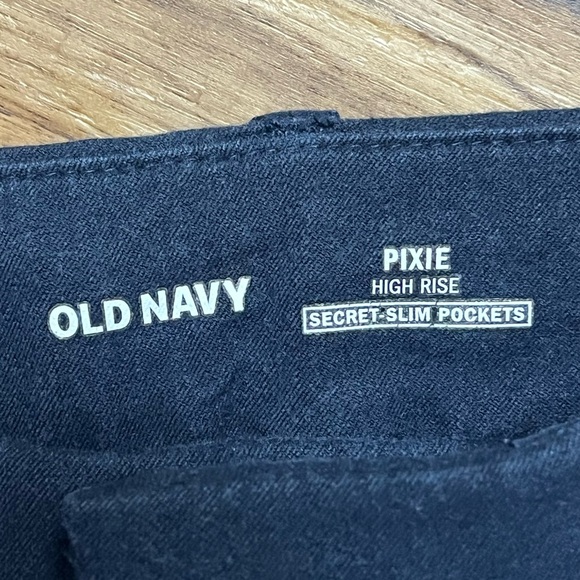 OLD NAVY
PIXIE
HIGH RISE
SECRET-SLIM POCKETS